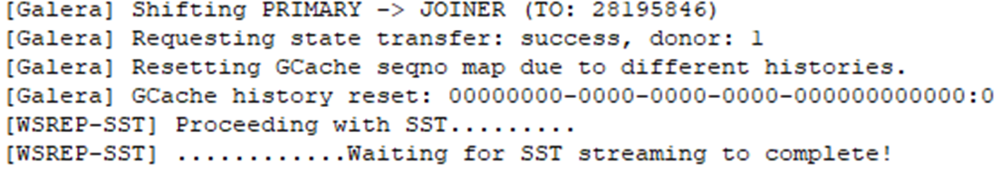 [Galera] Shifting PRIMARY -> JOINER (TO: 28195846)
[Galera] Requesting state transfer: success, donor: 1
[Galera] Resetting GCache seqno map due to different histories.
[Galera] GCache history reset: 00000000-0000-0000-0000-000000000000:0
[WSREP-SST] Proceeding with SST.........
[WSREP-SST] ............Waiting for SST streaming to complete!